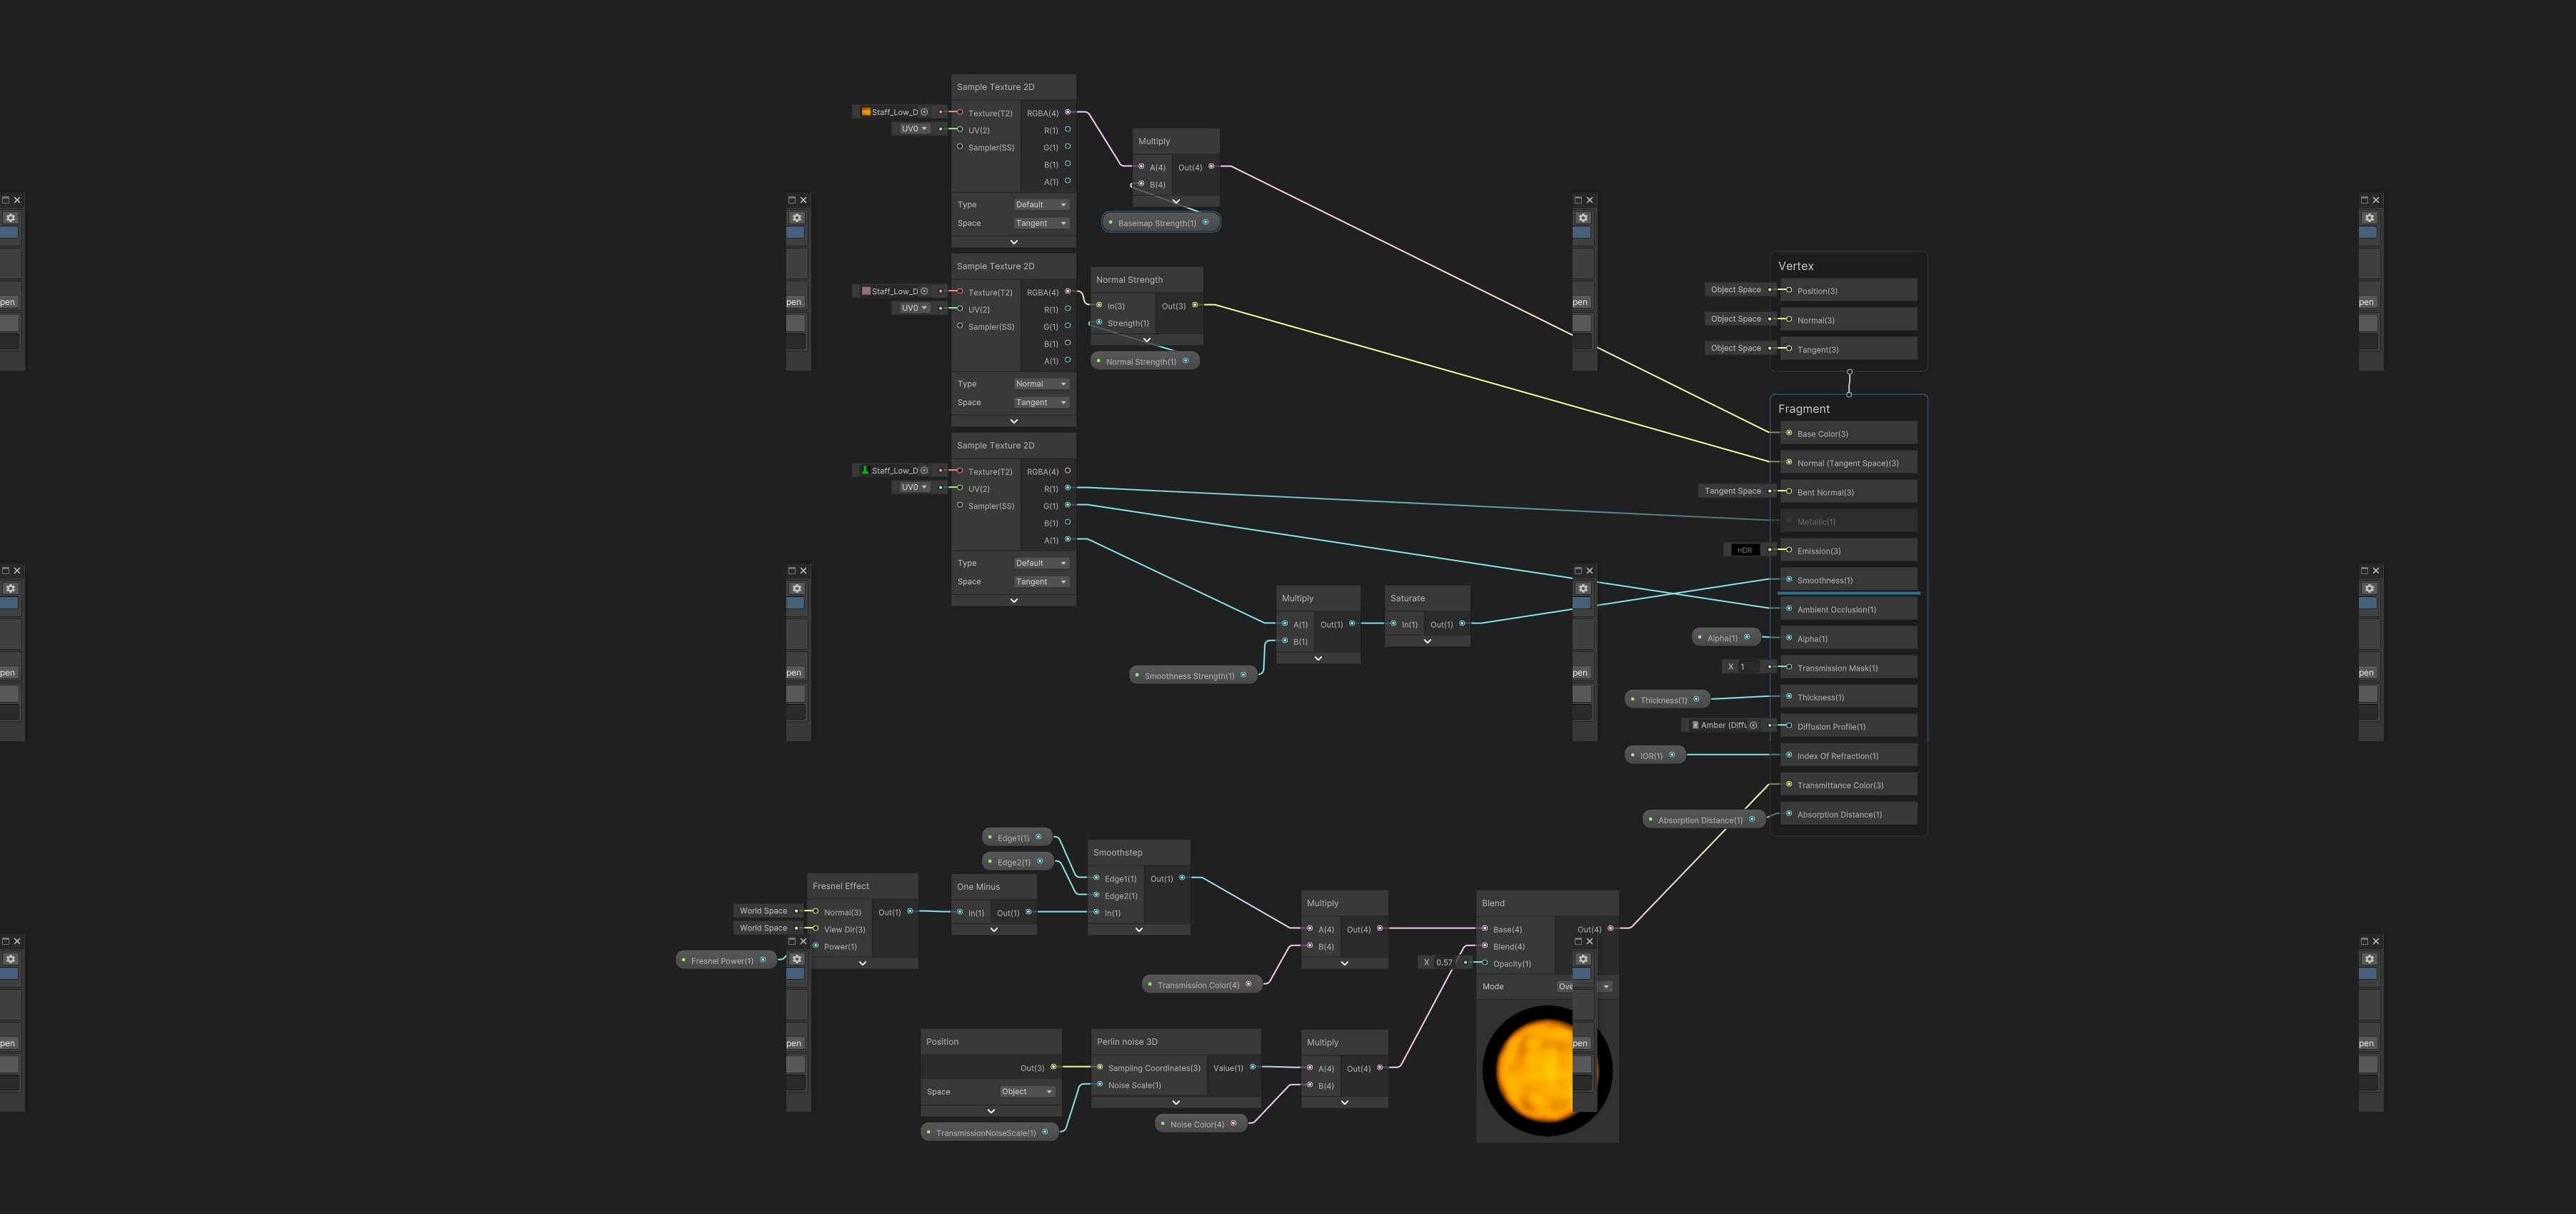 Sample Texture 2D
Staff_Low_D
Texture(T2)
RGBA(4)
UV0
UV(2)
R(1)
Sampler(SS)
G(1)
B(1)
A(1)
Type
Default
Space
Tangent
Multiply
A(4)
Out(4)
B(4)
Basemap Strength(1)
Sample Texture 2D
Staff_Low_D
Texture(T2)
RGBA(4)
UV0
UV(2)
R(1)
Sampler(SS)
G(1)
B(1)
A(1)
Type
Normal
Space
Tangent
Normal Strength
In(3)
Out(3)
Strength(1)
Normal Strength(1)
Sample Texture 2D
Staff_Low_D
Texture(T2)
RGBA(4)
UV0
UV(2)
R(1)
Sampler(SS)
G(1)
B(1)
A(1)
Type
Default
Space
Tangent
Multiply
A(1)
Out(1)
B(1)
Smoothness Strength(1)
Saturate
In(1)
Out(1)
Vertex
Object Space
Position(3)
Object Space
Normal(3)
Object Space
Tangent(3)
Fragment
Base Color(3)
Normal (Tangent Space)(3)
Tangent Space
Bent Normal(3)
Metallic(1)
HDR
Emission(3)
Smoothness(1)
Ambient Occlusion(1)
Alpha(1)
Alpha(1)
X 1
Transmission Mask(1)
Thickness(1)
Thickness(1)
Amber (Diffu
Diffusion Profile(1)
IOR(1)
Index Of Refraction(1)
Transmittance Color(3)
Absorption Distance(1)
Absorption Distance(1)
Edge1(1)
Edge2(1)
Smoothstep
Edge1(1)
Out(1)
Edge2(1)
In(1)
Fresnel Effect
World Space
Normal(3)
Out(1)
World Space
View Dir(3)
Power(1)
Fresnel Power(1)
One Minus
In(1)
Out(1)
Multiply
A(4)
Out(4)
B(4)
Transmission Color(4)
Blend
Base(4)
Out(4)
Blend(4)
X 0.57
Opacity(1)
Mode
Ove
Position
Out(3)
Space
Object
TransmissionNoiseScale(1)
Perlin noise 3D
Sampling Coordinates(3)
Value(1)
Noise Scale(1)
Noise Color(4)
Multiply
A(4)
Out(4)
B(4)
pen
pen
pen
pen
pen
pen
pen
pen
pen
pen
pen
pen